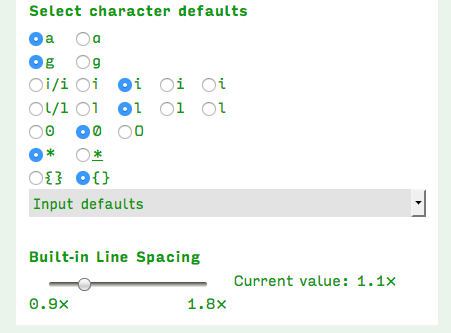 Select character defaults
a a
g g
i/i i i i i
l/l l l l l
0 0 0
* *
{} {}
Input defaults
Built-in Line Spacing
Current value: 1.1×
0.9× 1.8×